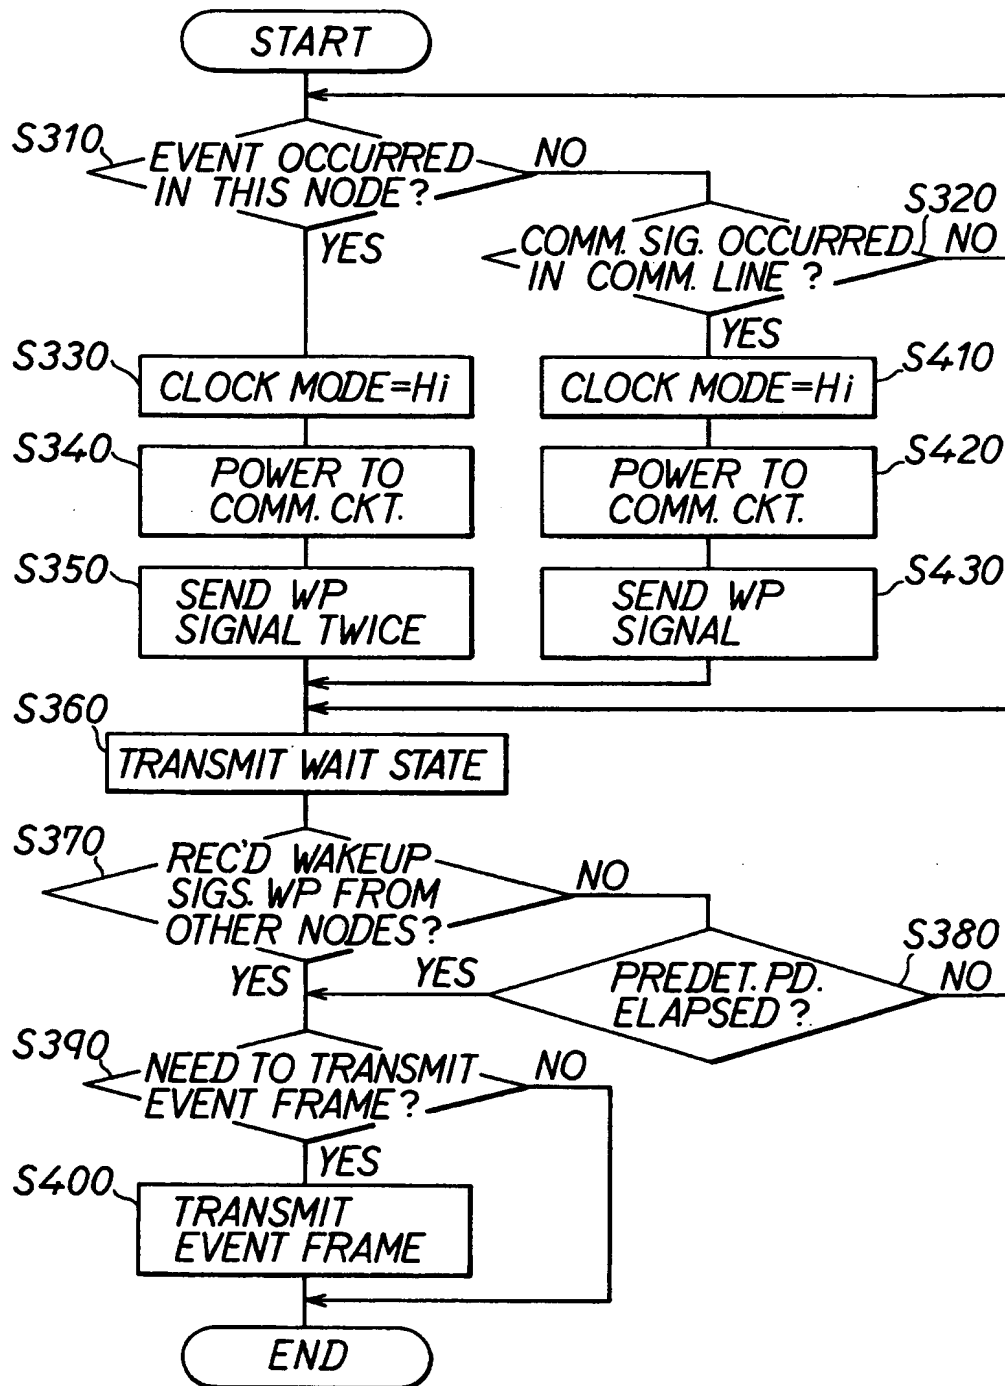 START
S310
EVENT OCCURRED
IN THIS NODE?
NO
YES
S320
COMM. SIG. OCCURRED
IN COMM. LINE ?
NO
YES
S330
CLOCK MODE=Hi
S410
CLOCK MODE=Hi
S340
POWER TO
COMM. CKT.
S420
POWER TO
COMM. CKT.
S350
SEND WP
SIGNAL TWICE
S430
SEND WP
SIGNAL
S360
TRANSMIT WAIT STATE
S370
REC'D WAKEUP
SIGS. WP FROM
OTHER NODES?
NO
YES
S380
PREDET. PD.
ELAPSED ?
YES
NO
S390
NEED TO TRANSMIT
EVENT FRAME?
NO
YES
S400
TRANSMIT
EVENT FRAME
END